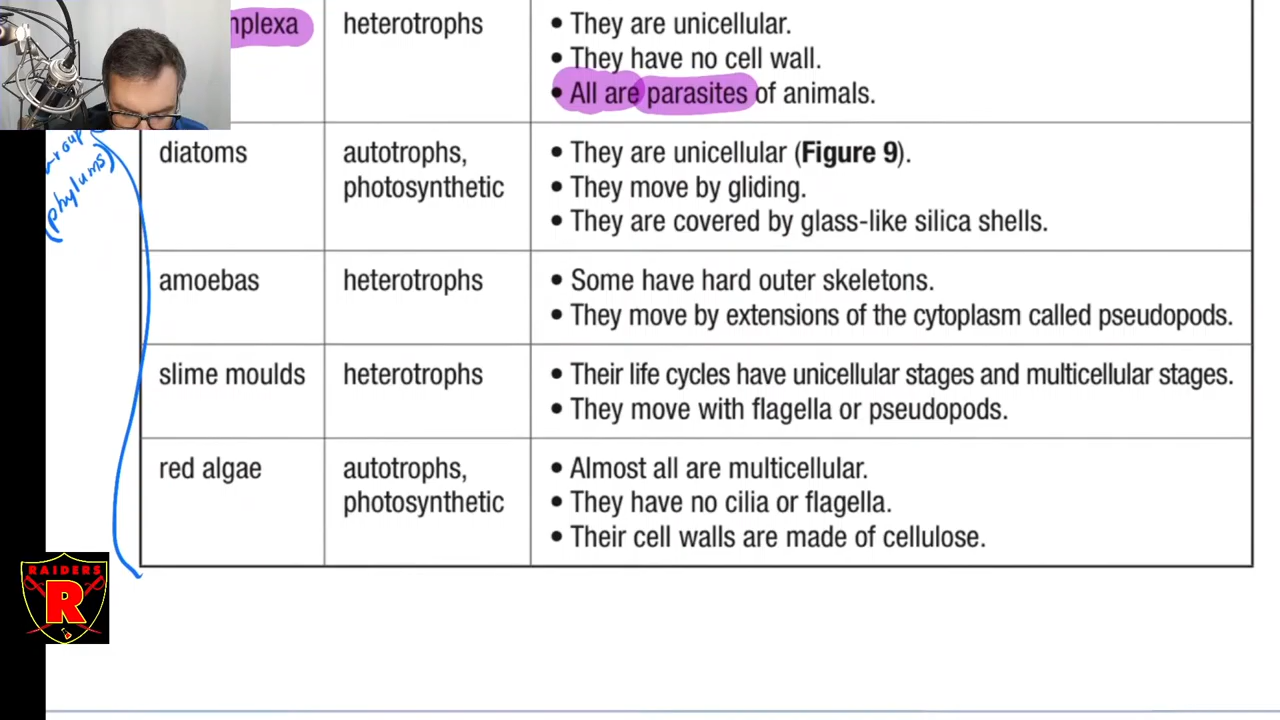 mplexa heterotrophs • They are unicellular.
• They have no cell wall.
• All are parasites of animals.
diatoms autotrophs, • They are unicellular (Figure 9).
photosynthetic • They move by gliding.
• They are covered by glass-like silica shells.
amoebas heterotrophs • Some have hard outer skeletons.
• They move by extensions of the cytoplasm called pseudopods.
slime moulds heterotrophs • Their life cycles have unicellular stages and multicellular stages.
• They move with flagella or pseudopods.
red algae autotrophs, • Almost all are multicellular.
photosynthetic • They have no cilia or flagella.
• Their cell walls are made of cellulose.
(phylums)
RAIDERS
R